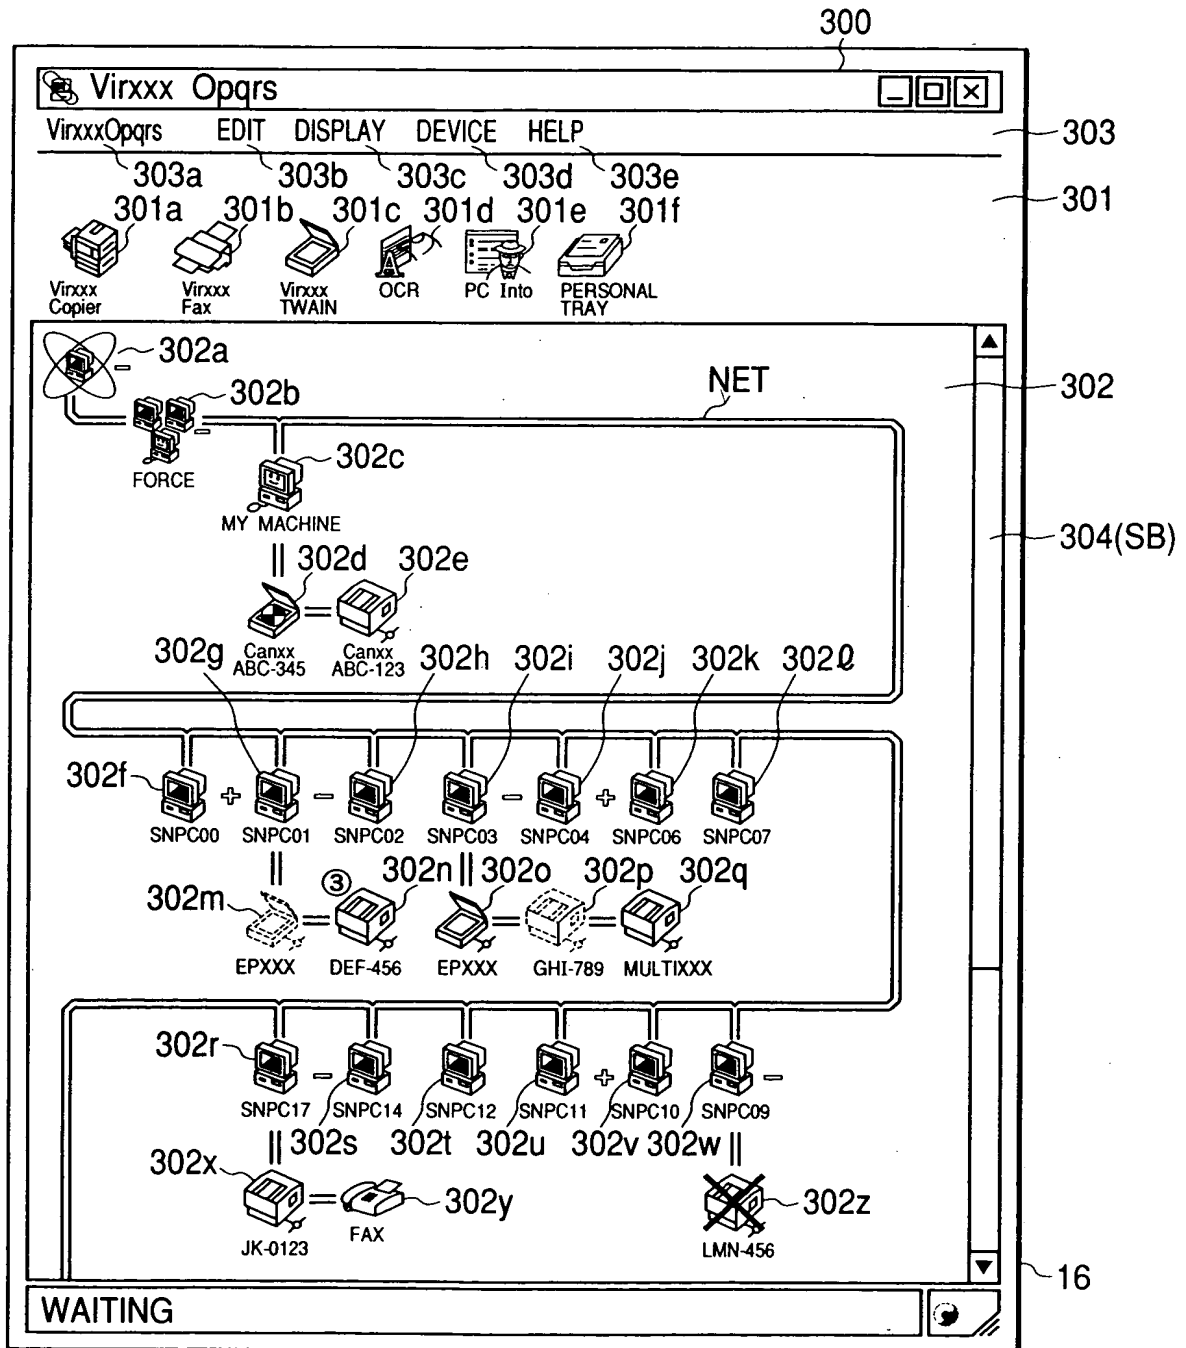 300
Virxxx Opqrs
VirxxxOpqrs EDIT DISPLAY DEVICE HELP
303
303a 303b 303c 303d 303e
301a 301b 301c 301d 301e 301f
301
A
Virxxx Copier
Virxxx Fax
Virxxx TWAIN
OCR
PC Into
PERSONAL TRAY
302a
302b
NET
302
FORCE
302c
MY MACHINE
304(SB)
302d 302e
Canxx ABC-345
Canxx ABC-123
302g 302h 302i 302j 302k 302ℓ
302f
SNPC00 SNPC01 SNPC02 SNPC03 SNPC04 SNPC06 SNPC07
302m ③ 302n 302o 302p 302q
EPXXX DEF-456 EPXXX GHI-789 MULTIXXX
302r
SNPC17 SNPC14 SNPC12 SNPC11 SNPC10 SNPC09
302s 302t 302u 302v 302w
302x 302y 302z
JK-0123 FAX LMN-456
16
WAITING